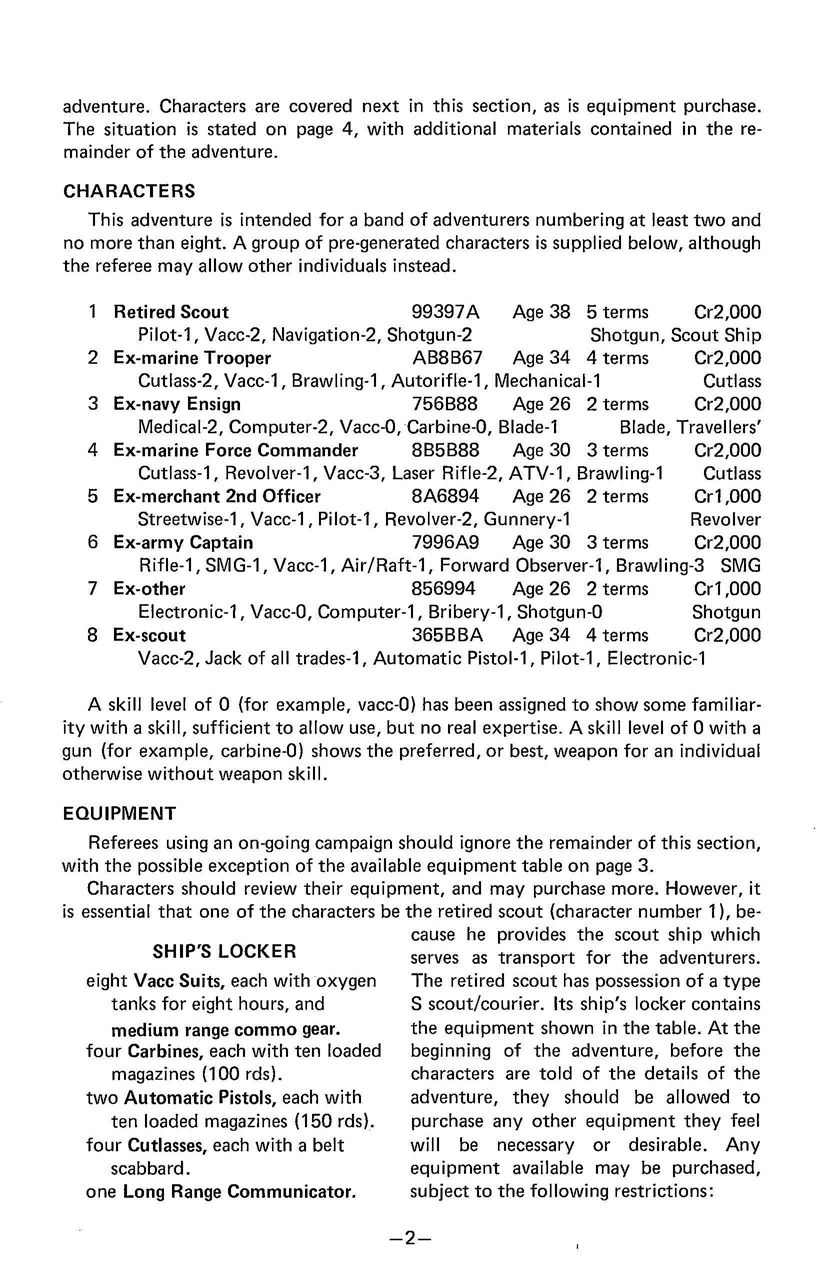 adventure. Characters are covered next in this section, as is equipment purchase.
The situation is stated on page 4, with additional materials contained in the re-
mainder of the adventure.
CHARACTERS
This adventure is intended for a band of adventurers numbering at least two and
no more than eight. A group of pre-generated characters is supplied below, although
the referee may allow other individuals instead.
1 Retired Scout 99397A Age 38 5 terms Cr2,000
Pilot-1, Vacc-2, Navigation-2, Shotgun-2 Shotgun, Scout Ship
2 Ex-marine Trooper AB8B67 Age 34 4 terms Cr2,000
Cutlass-2, Vacc-1, Brawling-1, Autorifle-1, Mechanical-1 Cutlass
3 Ex-navy Ensign 756B88 Age 26 2 terms Cr2,000
Medical-2, Computer-2, Vacc-0, Carbine-0, Blade-1 Blade, Travellers'
4 Ex-marine Force Commander 8B5B88 Age 30 3 terms Cr2,000
Cutlass-1, Revolver-1, Vacc-3, Laser Rifle-2, ATV-1, Brawling-1 Cutlass
5 Ex-merchant 2nd Officer 8A6894 Age 26 2 terms Cr1,000
Streetwise-1, Vacc-1, Pilot-1, Revolver-2, Gunnery-1 Revolver
6 Ex-army Captain 7996A9 Age 30 3 terms Cr2,000
Rifle-1, SMG-1, Vacc-1, Air/Raft-1, Forward Observer-1, Brawling-3 SMG
7 Ex-other 856994 Age 26 2 terms Cr1,000
Electronic-1, Vacc-0, Computer-1, Bribery-1, Shotgun-0 Shotgun
8 Ex-scout 365BBA Age 34 4 terms Cr2,000
Vacc-2, Jack of all trades-1, Automatic Pistol-1, Pilot-1, Electronic-1
A skill level of 0 (for example, vacc-0) has been assigned to show some familiar-
ity with a skill, sufficient to allow use, but no real expertise. A skill level of 0 with a
gun (for example, carbine-0) shows the preferred, or best, weapon for an individual
otherwise without weapon skill.
EQUIPMENT
Referees using an on-going campaign should ignore the remainder of this section,
with the possible exception of the available equipment table on page 3.
Characters should review their equipment, and may purchase more. However, it
is essential that one of the characters be the retired scout (character number 1), be-
cause he provides the scout ship which
serves as transport for the adventurers.
The retired scout has possession of a type
S scout/courier. Its ship's locker contains
the equipment shown in the table. At the
beginning of the adventure, before the
characters are told of the details of the
adventure, they should be allowed to
purchase any other equipment they feel
will be necessary or desirable. Any
equipment available may be purchased,
subject to the following restrictions:
SHIP'S LOCKER
eight Vacc Suits, each with oxygen
tanks for eight hours, and
medium range commo gear.
four Carbines, each with ten loaded
magazines (100 rds).
two Automatic Pistols, each with
ten loaded magazines (150 rds).
four Cutlasses, each with a belt
scabbard.
one Long Range Communicator.
—2—